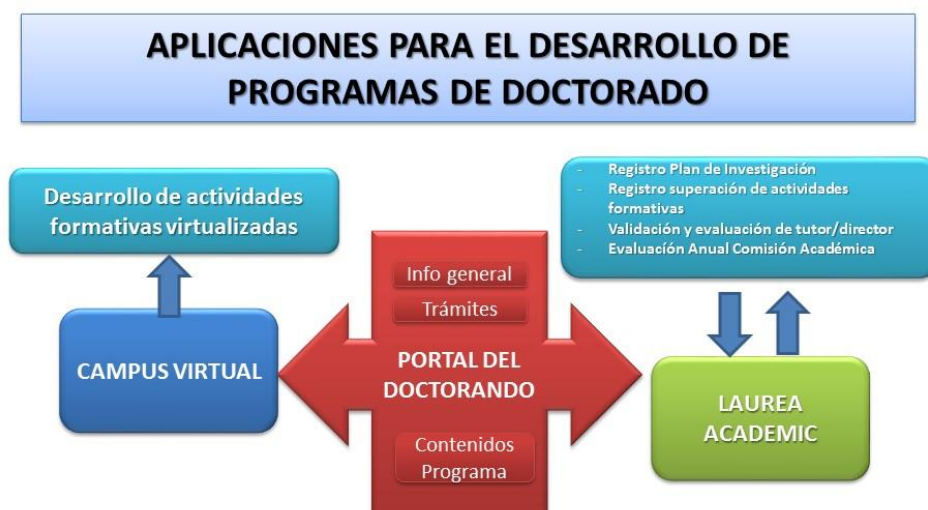 APLICACIONES PARA EL DESARROLLO DE
PROGRAMAS DE DOCTORADO
Desarrollo de actividades
formativas virtualizadas
CAMPUS VIRTUAL
Info general
Trámites
PORTAL DEL
DOCTORANDO
Contenidos
Programa
- Registro Plan de Investigación
- Registro superación de actividades
formativas
- Validación y evaluación de tutor/director
- Evaluación Anual Comisión Académica
LAUREA
ACADEMIC